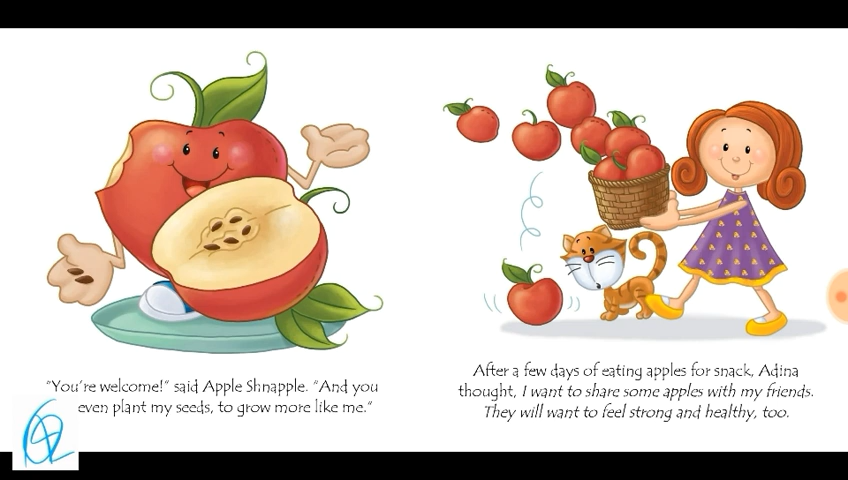 "You're welcome!" said Apple Shnapple. "And you
even plant my seeds, to grow more like me."
After a few days of eating apples for snack, Adina
thought, I want to share some apples with my friends.
They will want to feel strong and healthy, too.